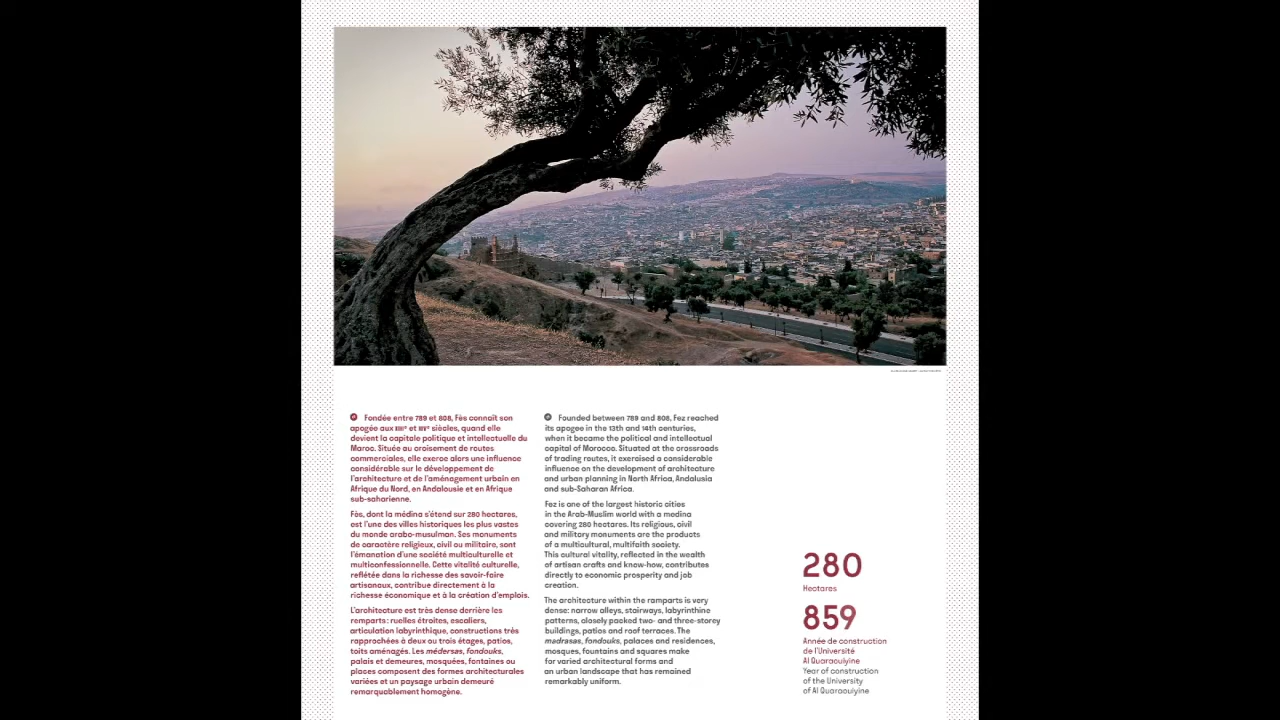 Fondée entre 789 et 808, Fès connaît son
apogée aux XIIIe et XIVe siècles, quand elle
devient la capitale politique et intellectuelle du
Maroc. Située au croisement de routes
commerciales, elle exerce alors une influence
considérable sur le développement de
l'architecture et de l'aménagement urbain en
Afrique du Nord, en Andalousie et en Afrique
sub-saharienne.
Fès, dont la médina s'étend sur 280 hectares,
est l'une des villes historiques les plus vastes
du monde arabo-musulman. Ses monuments
de caractère religieux, civil ou militaire, sont
l'émanation d'une société multiculturelle et
multiconfessionnelle. Cette vitalité culturelle,
reflétée dans la richesse des savoir-faire
artisanaux, contribue directement à la
richesse économique et à la création d'emplois.
L'architecture est très dense derrière les
remparts : ruelles étroites, escaliers,
articulation labyrinthique, constructions très
rapprochées à deux au trois étages, patios,
toits aménagés. Les médersas, fondouks,
palais et demeures, mosquées, fontaines ou
places composent des formes architecturales
variées et un paysage urbain demeuré
remarquablement homogène.
Founded between 789 and 808, Fez reached
its apogee in the 13th and 14th centuries,
when it became the political and intellectual
capital of Morocco. Situated at the crossroads
of trading routes, it exercised a considerable
influence on the development of architecture
and urban planning in North Africa, Andalusia
and sub-Saharan Africa.
Fez is one of the largest historic cities
in the Arab-Muslim world with a medina
covering 280 hectares. Its religious, civil
and military monuments are the products
of a multicultural, multifaith society.
This cultural vitality, reflected in the wealth
of artisan crafts and know-how, contributes
directly to economic prosperity and job
creation.
The architecture within the ramparts is very
dense: narrow alleys, stairways, labyrinthine
patterns, closely packed two- and three-storey
buildings, patios and roof terraces. The
madrasas, fondouks, palaces and residences,
mosques, fountains and squares make
for varied architectural forms and
an urban landscape that has remained
remarkably uniform.
280
Hectares
859
Année de construction
de l'Université
Al Quaraouiyine
Year of construction
of the University
of Al Quaraouiyine